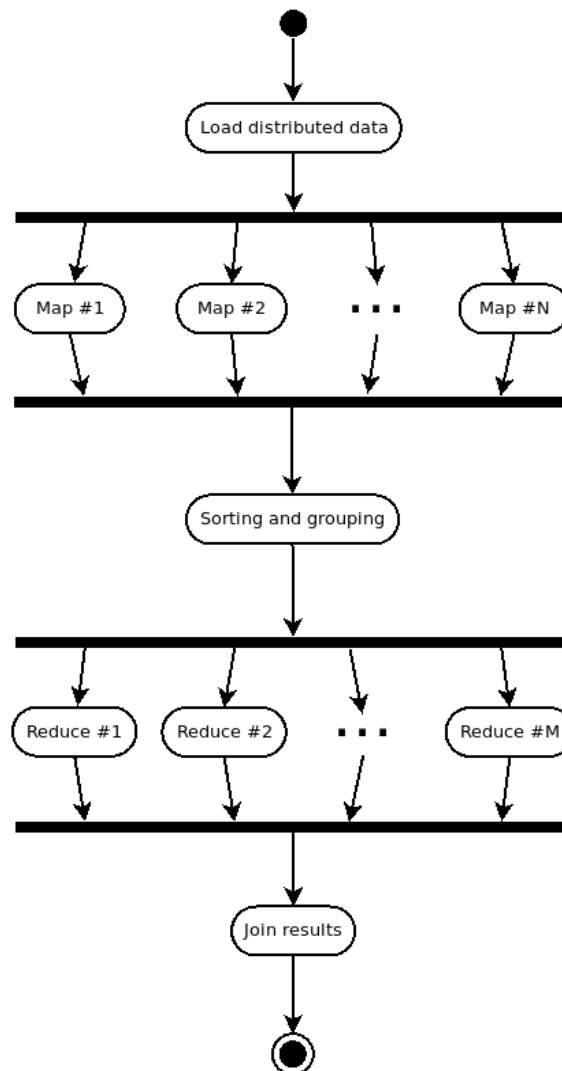 Load distributed data
Map #1
Map #2
...
Map #N
Sorting and grouping
Reduce #1
Reduce #2
...
Reduce #M
Join results